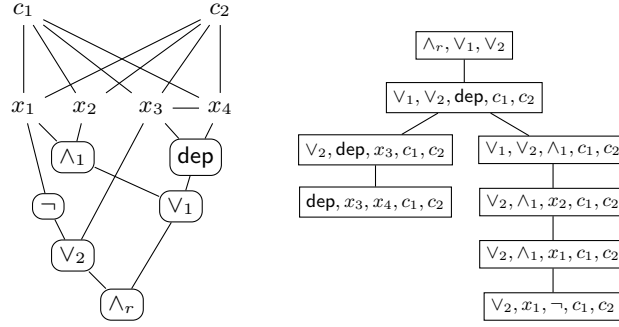 c₁ c₂
x₁ x₂ x₃ x₄
∧₁ dep
¬ ∨₁
∨₂
∧ᵣ
∧ᵣ, ∨₁, ∨₂
∨₁, ∨₂, dep, c₁, c₂
∨₂, dep, x₃, c₁, c₂
dep, x₃, x₄, c₁, c₂
∨₁, ∨₂, ∧₁, c₁, c₂
∨₂, ∧₁, x₂, c₁, c₂
∨₂, ∧₁, x₁, c₁, c₂
∨₂, x₁, ¬, c₁, c₂